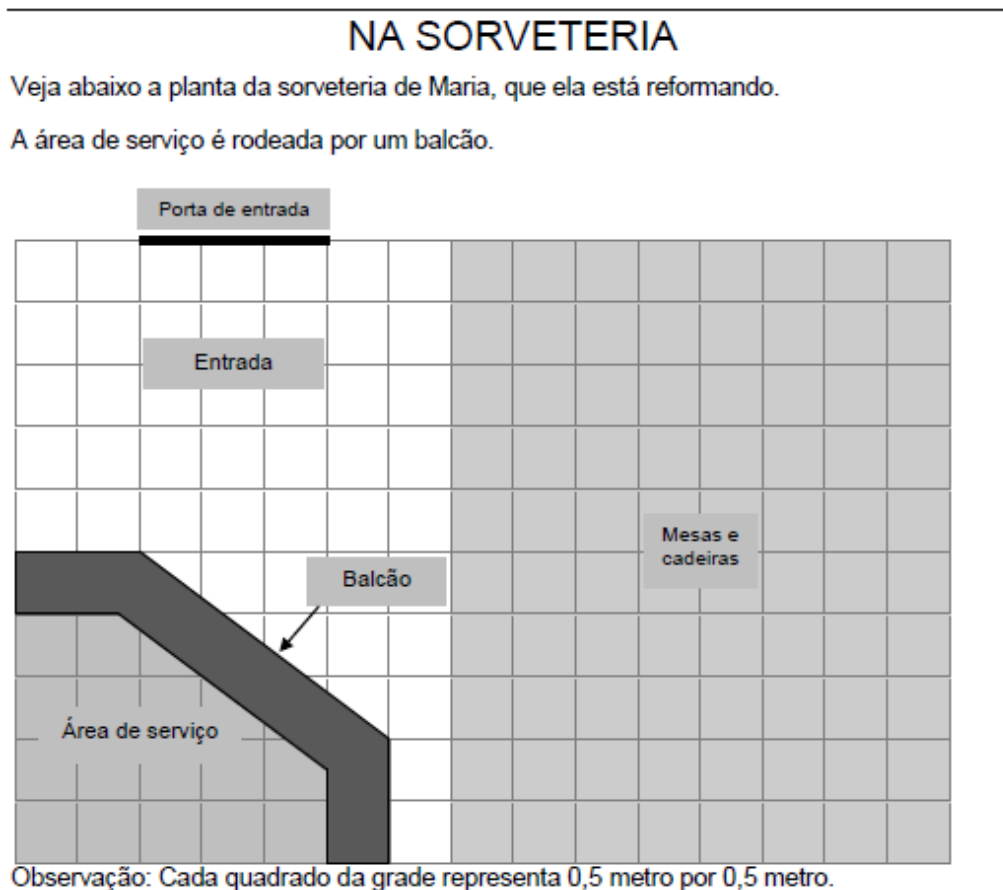 NA SORVETERIA
Veja abaixo a planta da sorveteria de Maria, que ela está reformando.
A área de serviço é rodeada por um balcão.
Porta de entrada
Entrada
Mesas e
cadeiras
Balcão
Área de serviço
Observação: Cada quadrado da grade representa 0,5 metro por 0,5 metro.